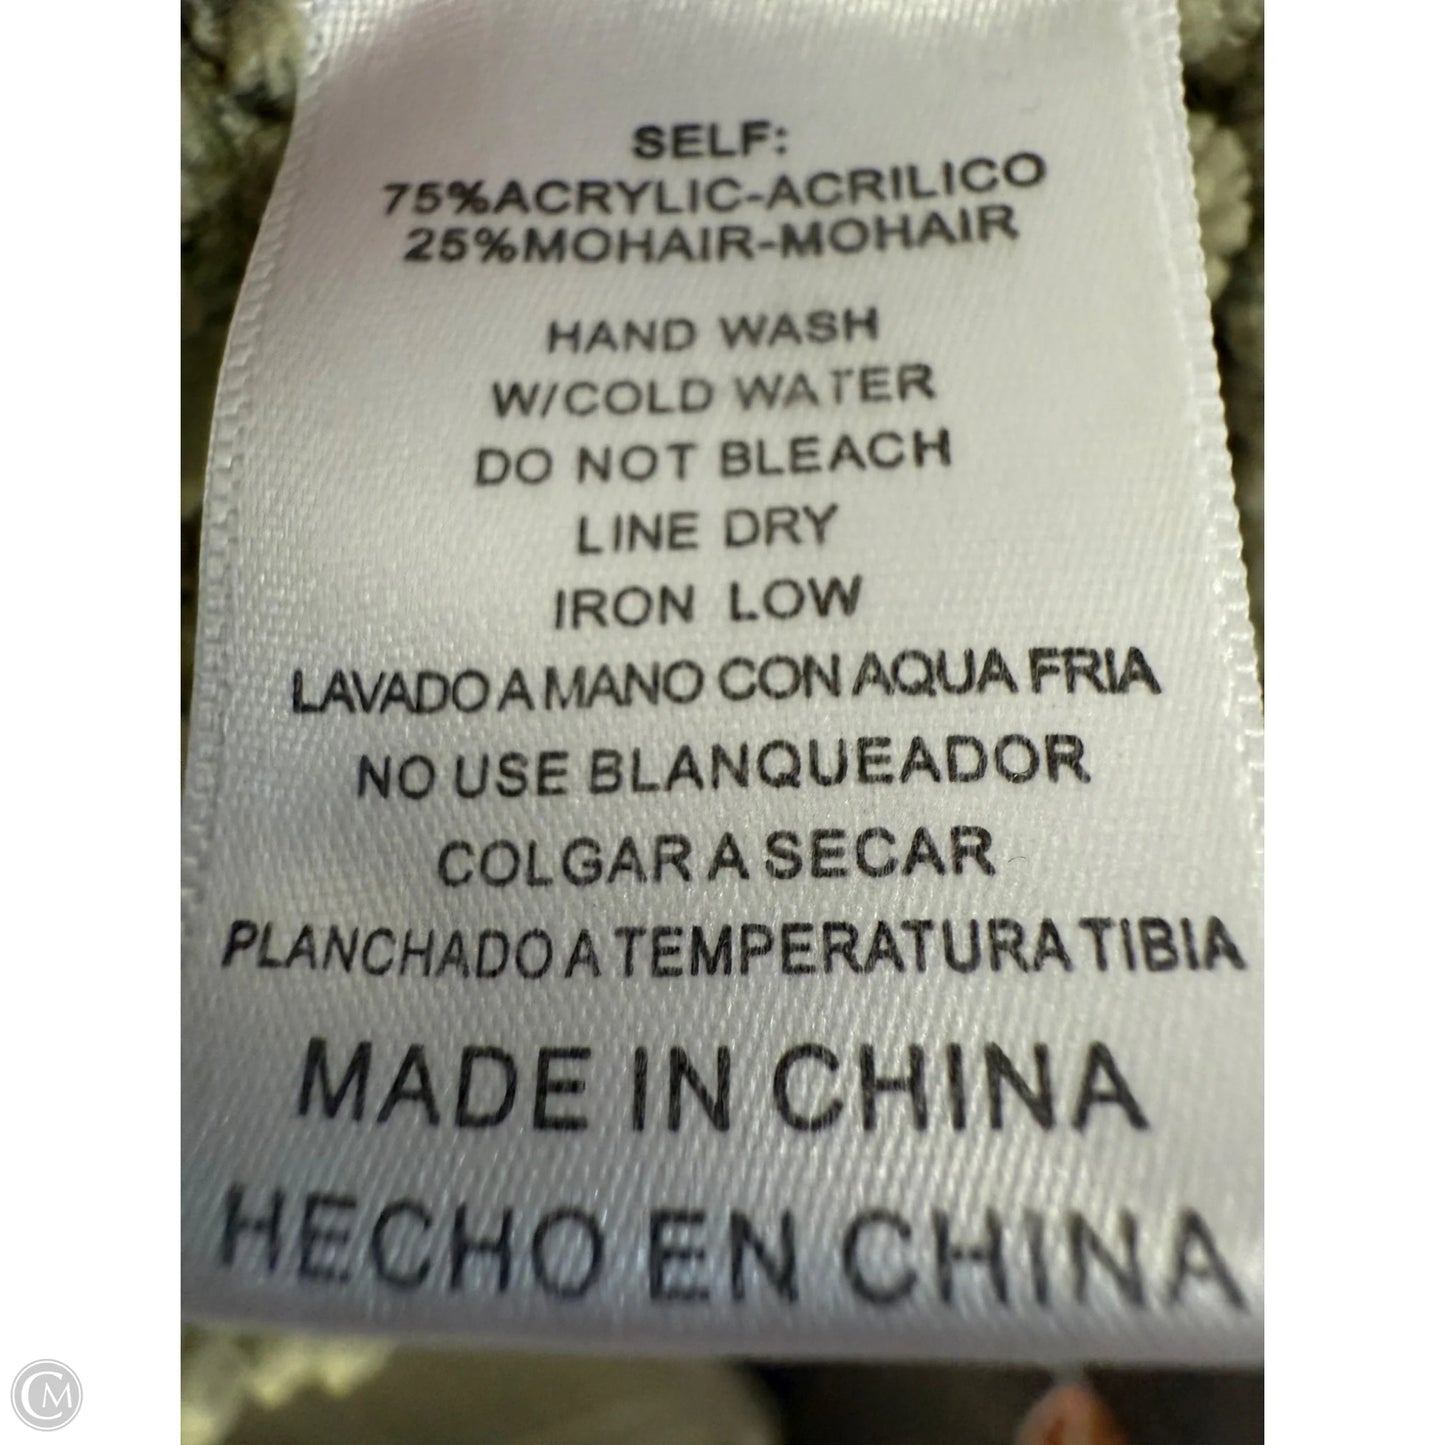 SELF:
75%ACRYLIC-ACRILICO
25%MOHAIR-MOHAIR
HAND WASH
W/COLD WATER
DO NOT BLEACH
LINE DRY
IRON LOW
LAVADO A MANO CON AQUA FRIA
NO USE BLANQUEADOR
COLGAR A SECAR
PLANCHADO A TEMPERATURA TIBIA
MADE IN CHINA
HECHO EN CHINA
CM